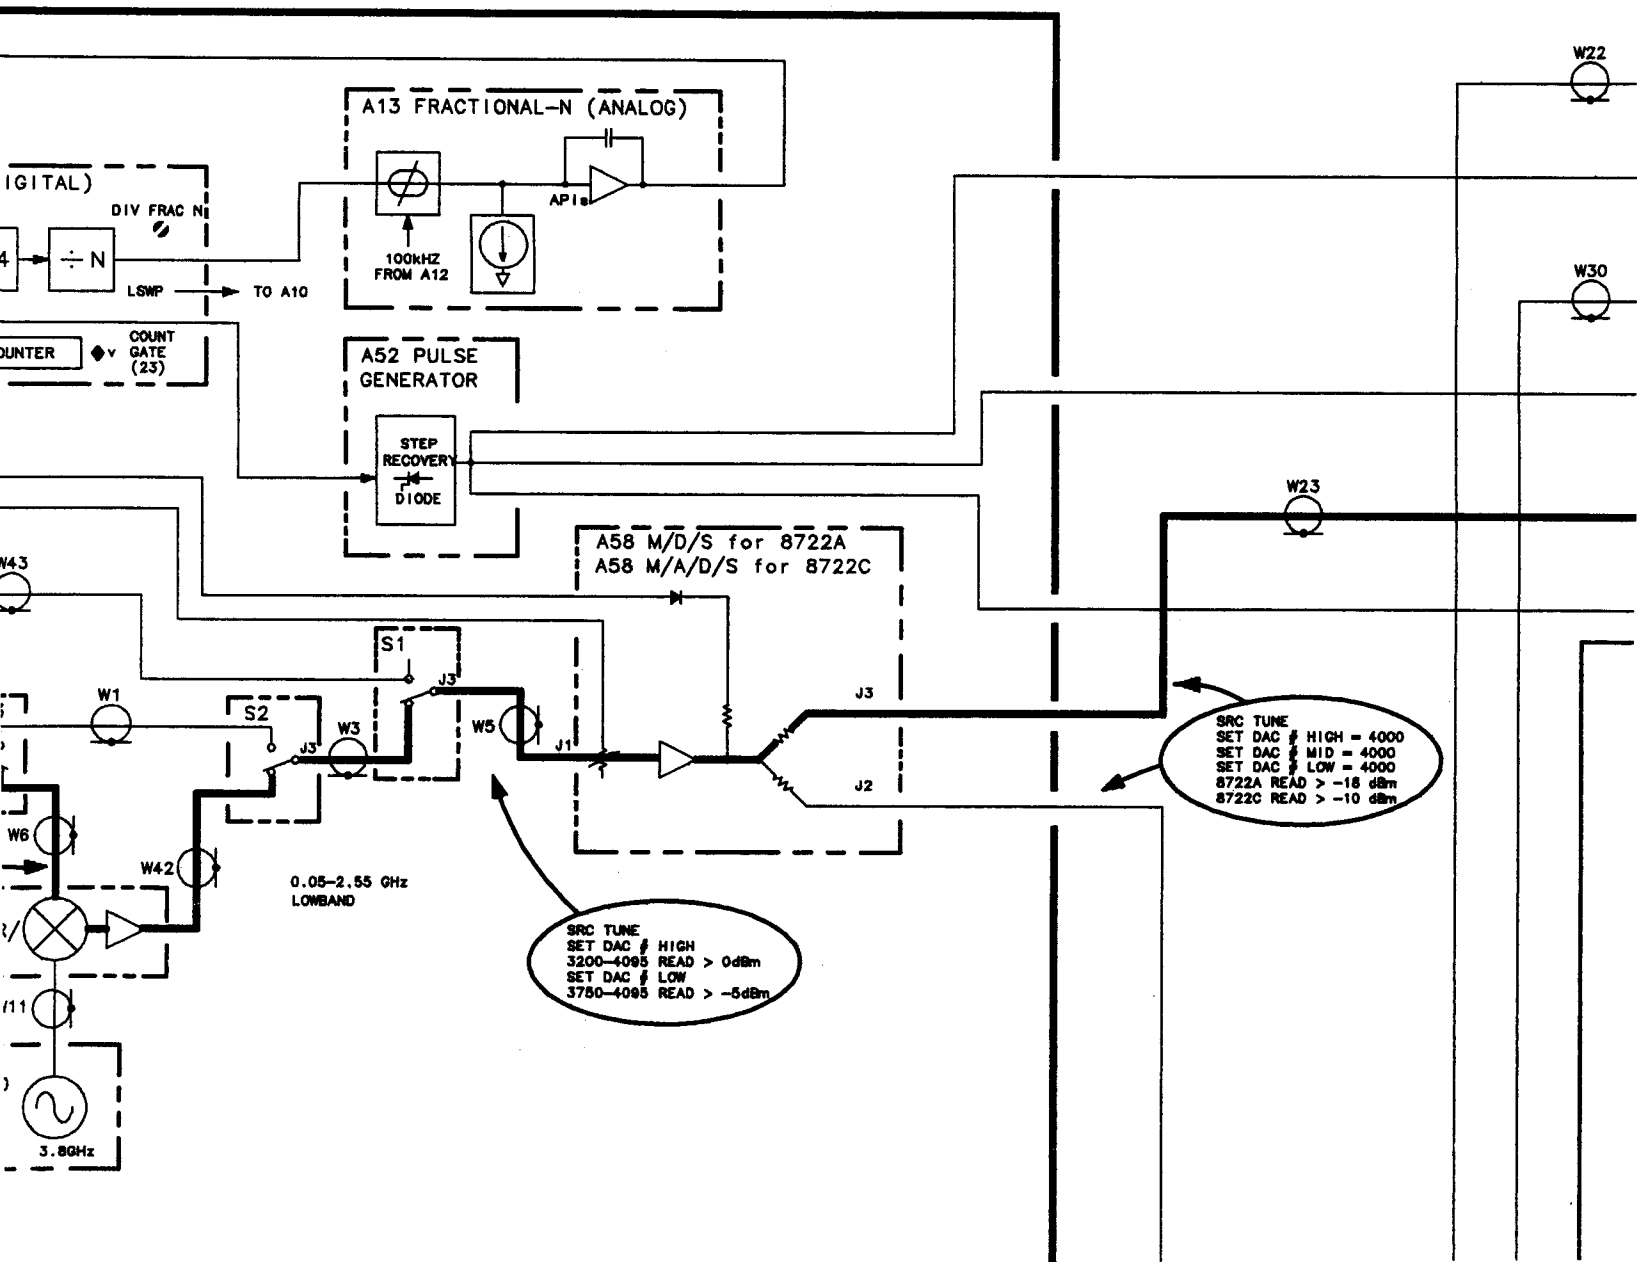 W22
A13 FRACTIONAL-N (ANALOG)
IGITAL)
DIV FRAC N
APIs
100kHZ
FROM A12
4
÷ N
LSWP
TO A10
W30
OUNTER
V
COUNT
GATE
(23)
A52 PULSE
GENERATOR
STEP
RECOVERY
DIODE
W23
A58 M/D/S for 8722A
A58 M/A/D/S for 8722C
W43
S1
J3
W1
S2
J3
W3
W5
J1
J3
J2
SRC TUNE
SET DAC # HIGH = 4000
SET DAC # MID = 4000
SET DAC # LOW = 4000
8722A READ > -16 dBm
8722C READ > -10 dBm
W6
W42
0.05-2.55 GHz
LOWBAND
SRC TUNE
SET DAC # HIGH
3200-4095 READ > 0dBm
SET DAC # LOW
3750-4095 READ > -5dBm
/11
)
3.8GHz